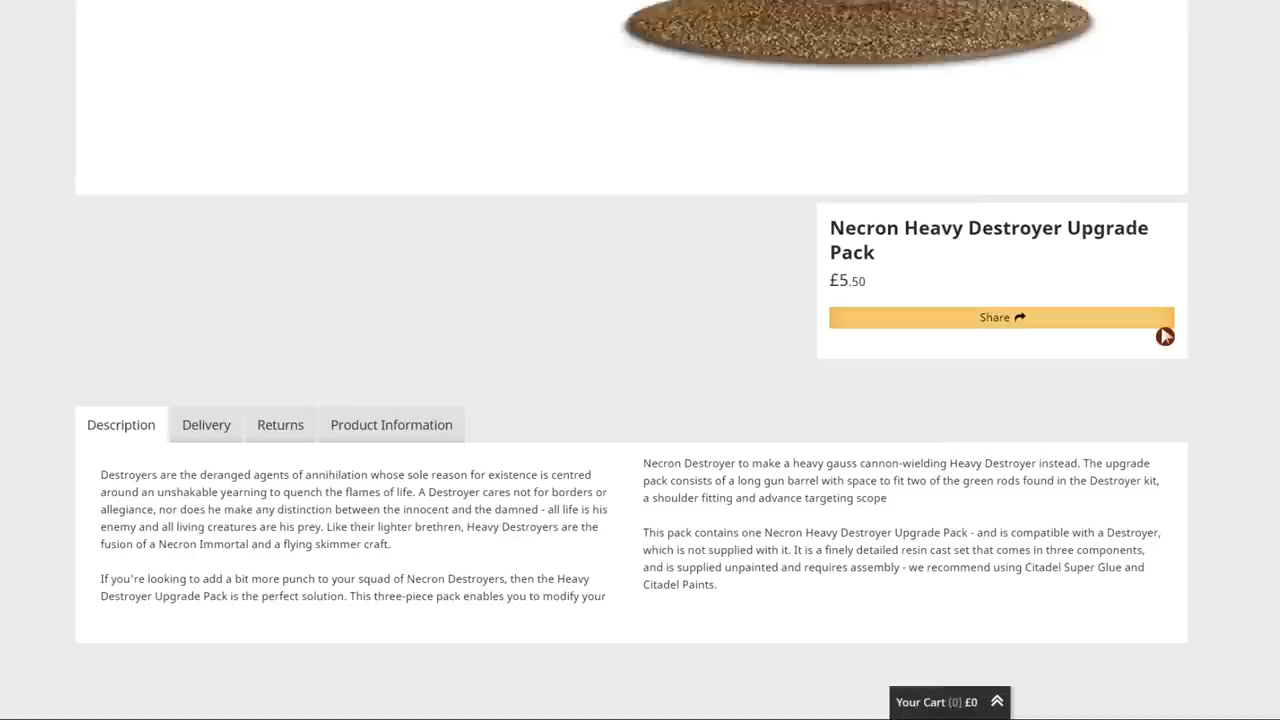 Necron Heavy Destroyer Upgrade
Pack
£5.50
Share
Description
Delivery
Returns
Product Information
Destroyers are the deranged agents of annihilation whose sole reason for existence is centred
around an unshakable yearning to quench the flames of life. A Destroyer cares not for borders or
allegiance, nor does he make any distinction between the innocent and the damned - all life is his
enemy and all living creatures are his prey. Like their lighter brethren, Heavy Destroyers are the
fusion of a Necron Immortal and a flying skimmer craft.
If you're looking to add a bit more punch to your squad of Necron Destroyers, then the Heavy
Destroyer Upgrade Pack is the perfect solution. This three-piece pack enables you to modify your
Necron Destroyer to make a heavy gauss cannon-wielding Heavy Destroyer instead. The upgrade
pack consists of a long gun barrel with space to fit two of the green rods found in the Destroyer kit,
a shoulder fitting and advance targeting scope
This pack contains one Necron Heavy Destroyer Upgrade Pack - and is compatible with a Destroyer,
which is not supplied with it. It is a finely detailed resin cast set that comes in three components,
and is supplied unpainted and requires assembly - we recommend using Citadel Super Glue and
Citadel Paints.
Your Cart (0) £0